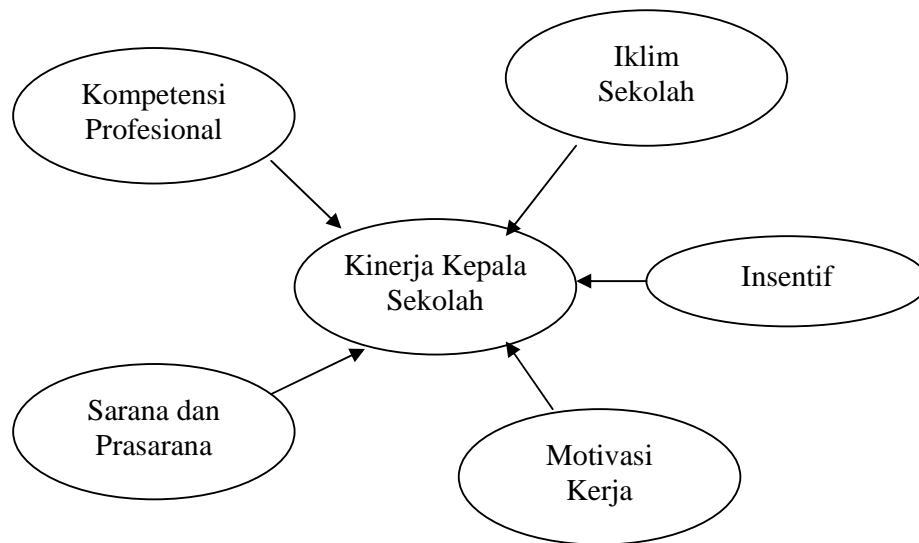 Iklim
Sekolah
Kompetensi
Profesional
Kinerja Kepala
Sekolah
Insentif
Sarana dan
Prasarana
Motivasi
Kerja